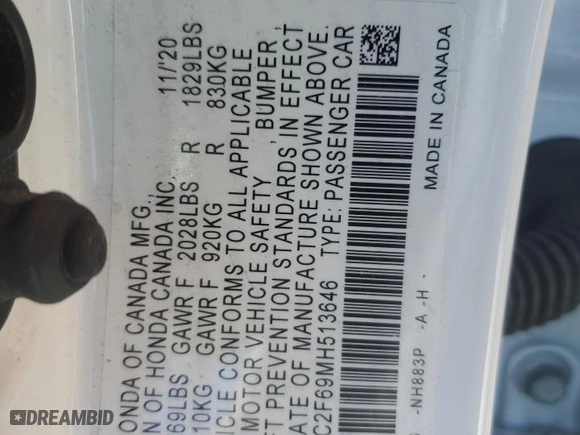 ONDA OF CANADA MFG.
N OF HONDA CANADA INC. 11/'20
69LBS GAWR F 2028LBS R 1829LBS
10KG GAWR F 920KG R 830KG
ICLE CONFORMS TO ALL APPLICABLE
MOTOR VEHICLE SAFETY, BUMPER,
FT PREVENTION STANDARDS IN EFFECT
ATE OF MANUFACTURE SHOWN ABOVE.
C2F69MH513646 TYPE: PASSENGER CAR
-NH883P -A -H- MADE IN CANADA
DREAMBID